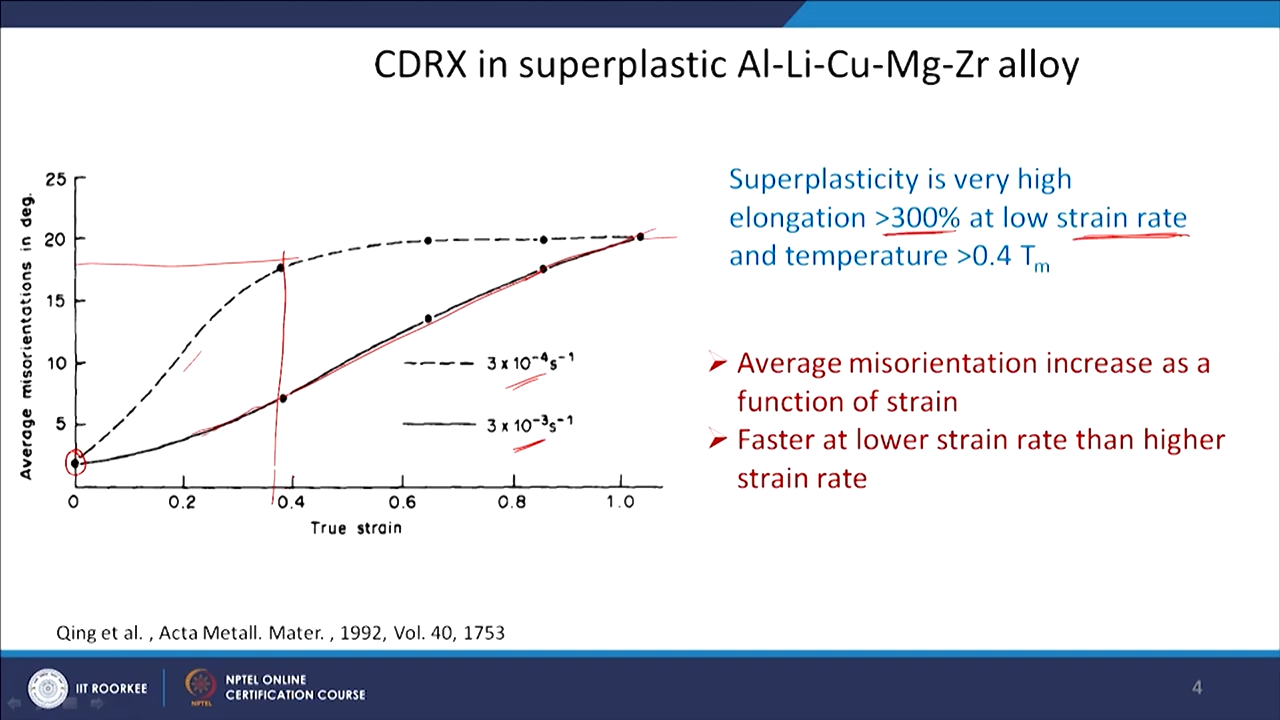 CDRX in superplastic Al-Li-Cu-Mg-Zr alloy
Average misorientations in deg.
25
20
15
10
5
0
0.2
0.4
0.6
0.8
1.0
True strain
3 x 10⁻⁴s⁻¹
3 x 10⁻³s⁻¹
Superplasticity is very high
elongation >300% at low strain rate
and temperature >0.4 Tₘ
Average misorientation increase as a
function of strain
Faster at lower strain rate than higher
strain rate
Qing et al. , Acta Metall. Mater. , 1992, Vol. 40, 1753
IIT ROORKEE
NPTEL
NPTEL ONLINE
CERTIFICATION COURSE
4